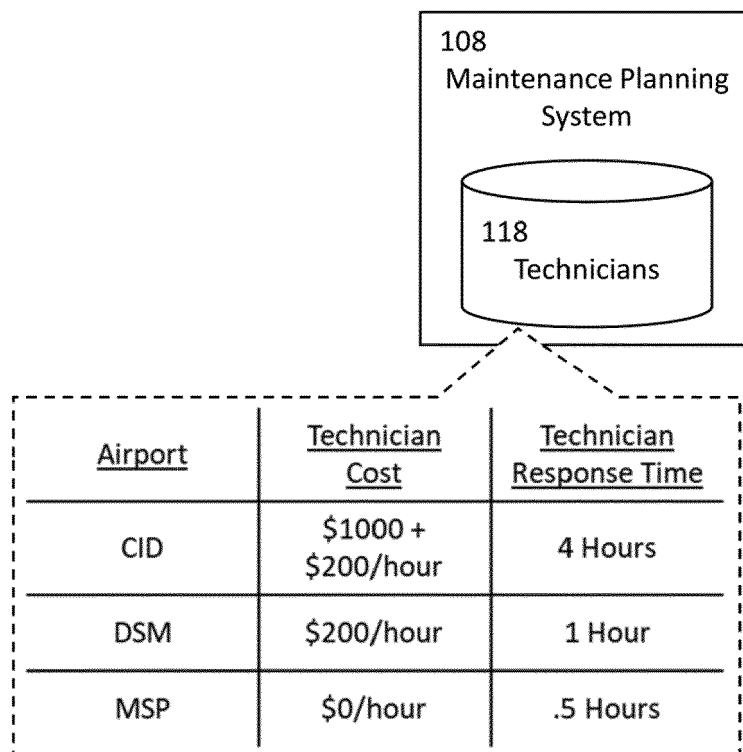 108
Maintenance Planning
System
118
Technicians
Airport
Technician
Cost
Technician
Response Time
CID
$1000 +
$200/hour
4 Hours
DSM
$200/hour
1 Hour
MSP
$0/hour
.5 Hours